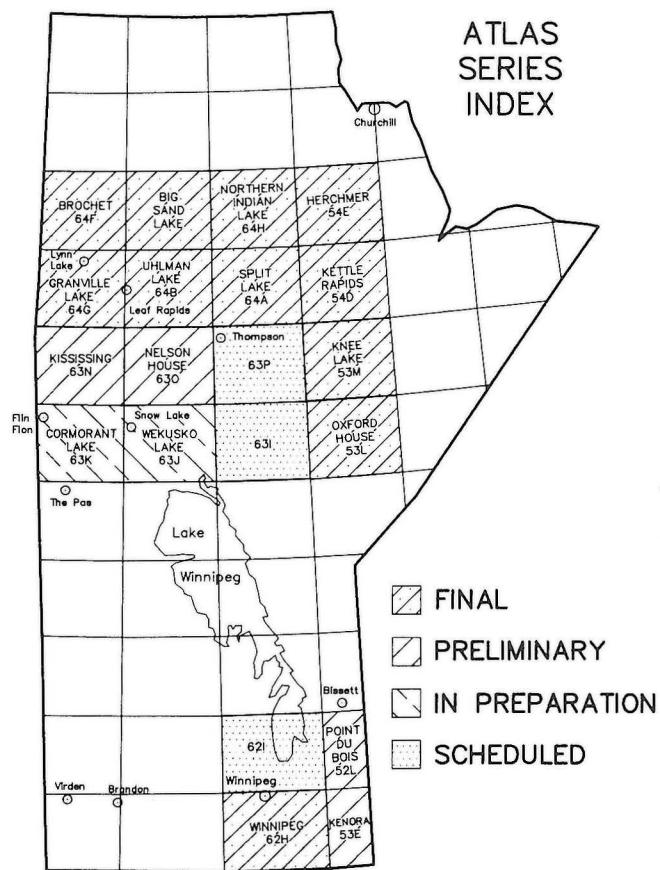 ATLAS
SERIES
INDEX
Churchill
BROCHET
64F
BIG
SAND
LAKE
NORTHERN
INDIAN
LAKE
64H
HERCHMER
54E
Lynn
Lake
GRANVILLE
LAKE
64G
UHLMAN
LAKE
64B
Leaf Rapids
SPLIT
LAKE
64A
KETTLE
RAPIDS
54D
KISSISSING
63N
NELSON
HOUSE
63O
Thompson
63P
KNEE
LAKE
53M
Flin
Flon
CORMORANT
LAKE
63K
Snow Lake
WEKUSKO
LAKE
63J
63I
OXFORD
HOUSE
53L
The Pas
Lake
Winnipeg
FINAL
PRELIMINARY
IN PREPARATION
SCHEDULED
Bissett
62I
POINT
DU
BOIS
52L
Virden
Brandon
Winnipeg
WINNIPEG
62H
KENORA
53E